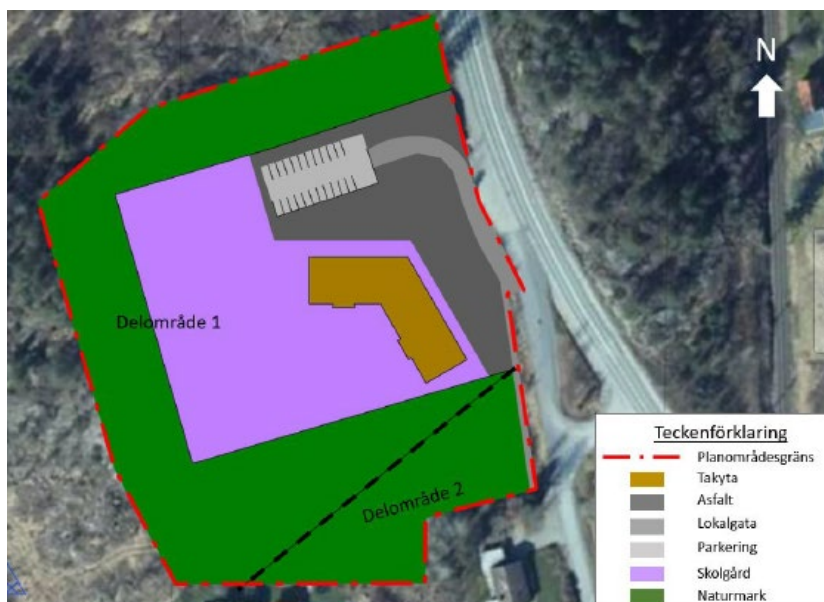 N
Delområde 1
Delområde 2
Teckenförklaring
Planområdesgräns
Takyta
Asfalt
Lokalgata
Parkering
Skolgård
Naturmark